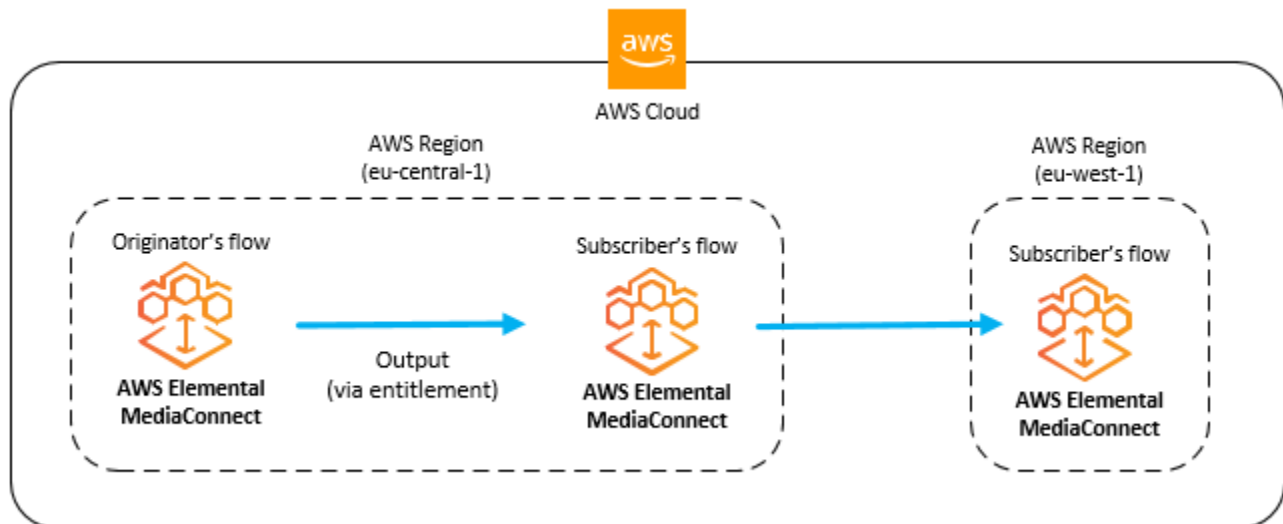 aws
AWS Cloud
AWS Region
(eu-central-1)
Originator's flow
AWS Elemental
MediaConnect
Output
(via entitlement)
Subscriber's flow
AWS Elemental
MediaConnect
AWS Region
(eu-west-1)
Subscriber's flow
AWS Elemental
MediaConnect